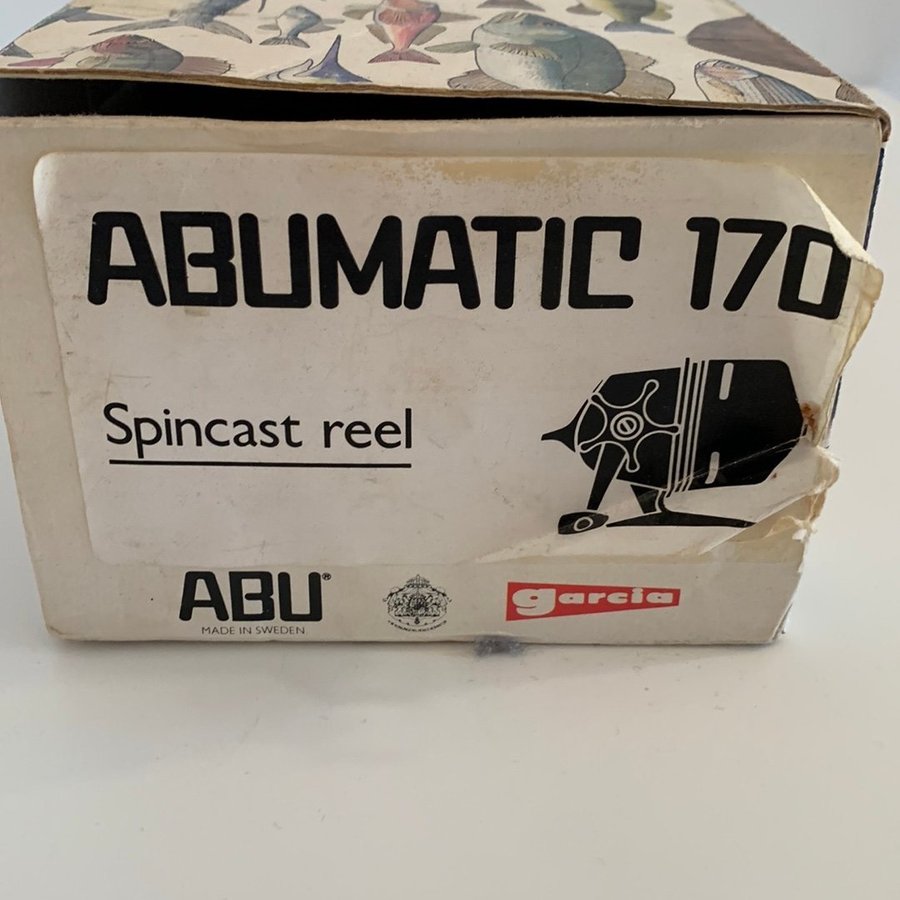 ABUMATIC 170
Spincast reel
ABU®
MADE IN SWEDEN
garcia